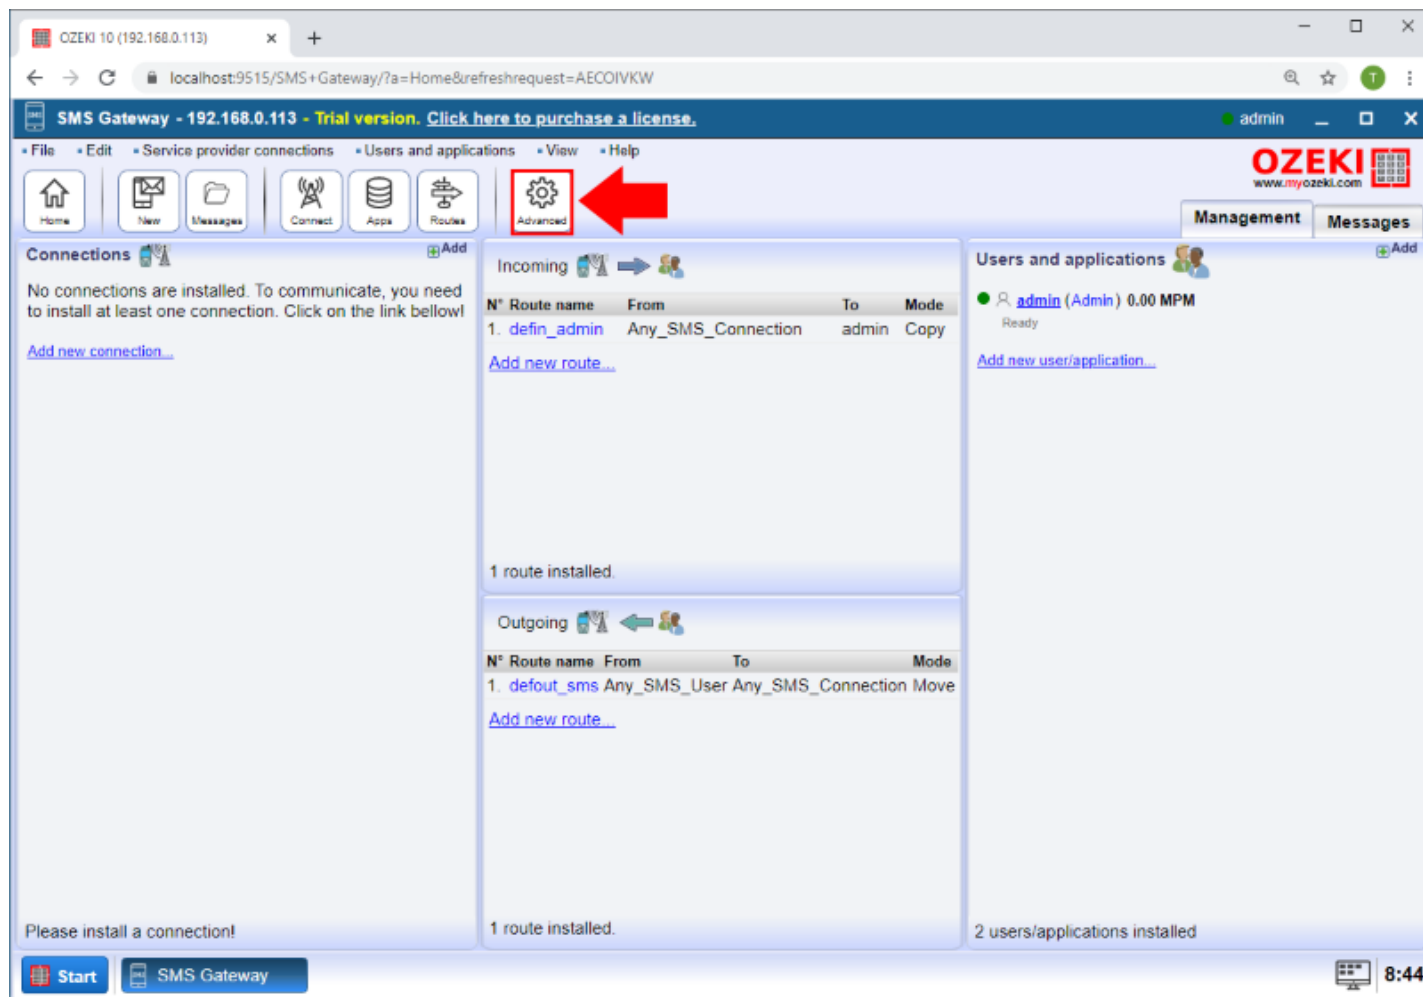 OZEKI 10 (192.168.0.113)
localhost:9515/SMS+Gateway/?a=Home&refreshrequest=AECOIVKW
T
SMS Gateway - 192.168.0.113 - Trial version. Click here to purchase a license.
admin
File Edit Service provider connections Users and applications View Help
OZEKI
www.myozeki.com
Home New Messages Connect Apps Routes Advanced
Management Messages
Connections Add
No connections are installed. To communicate, you need
to install at least one connection. Click on the link bellow!
Add new connection...
Please install a connection!
Incoming
N° Route name From To Mode
1. defin_admin Any_SMS_Connection admin Copy
Add new route...
1 route installed.
Outgoing
N° Route name From To Mode
1. defout_sms Any_SMS_User Any_SMS_Connection Move
Add new route...
1 route installed.
Users and applications Add
admin (Admin) 0.00 MPM
Ready
Add new user/application...
2 users/applications installed
Start SMS Gateway 8:44